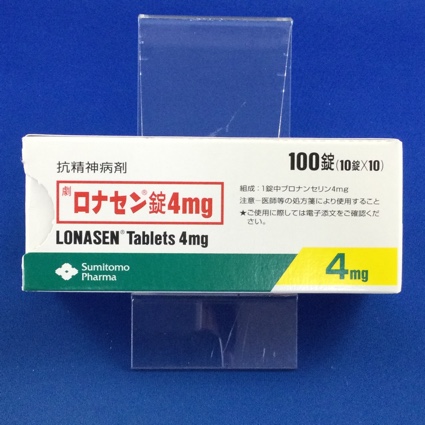 抗精神病剤
100錠(10錠×10)
劇 ロナセン®錠4mg
LONASEN® Tablets 4mg
組成：1錠中ブロナンセリン4mg
注意－医師等の処方箋により使用すること
★ご使用に際しては電子添文をご確認くだ
さい。
Sumitomo
Pharma
4mg